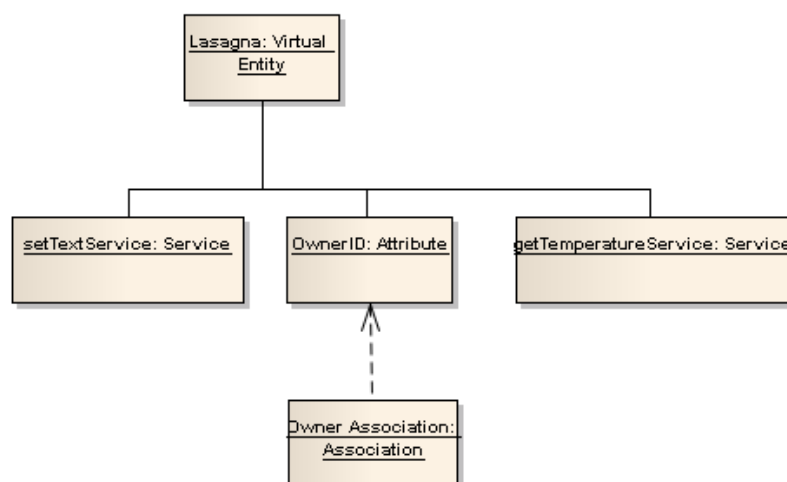 Lasagna: Virtual
Entity
setTextService: Service
OwnerID: Attribute
getTemperatureService: Service
Owner Association:
Association